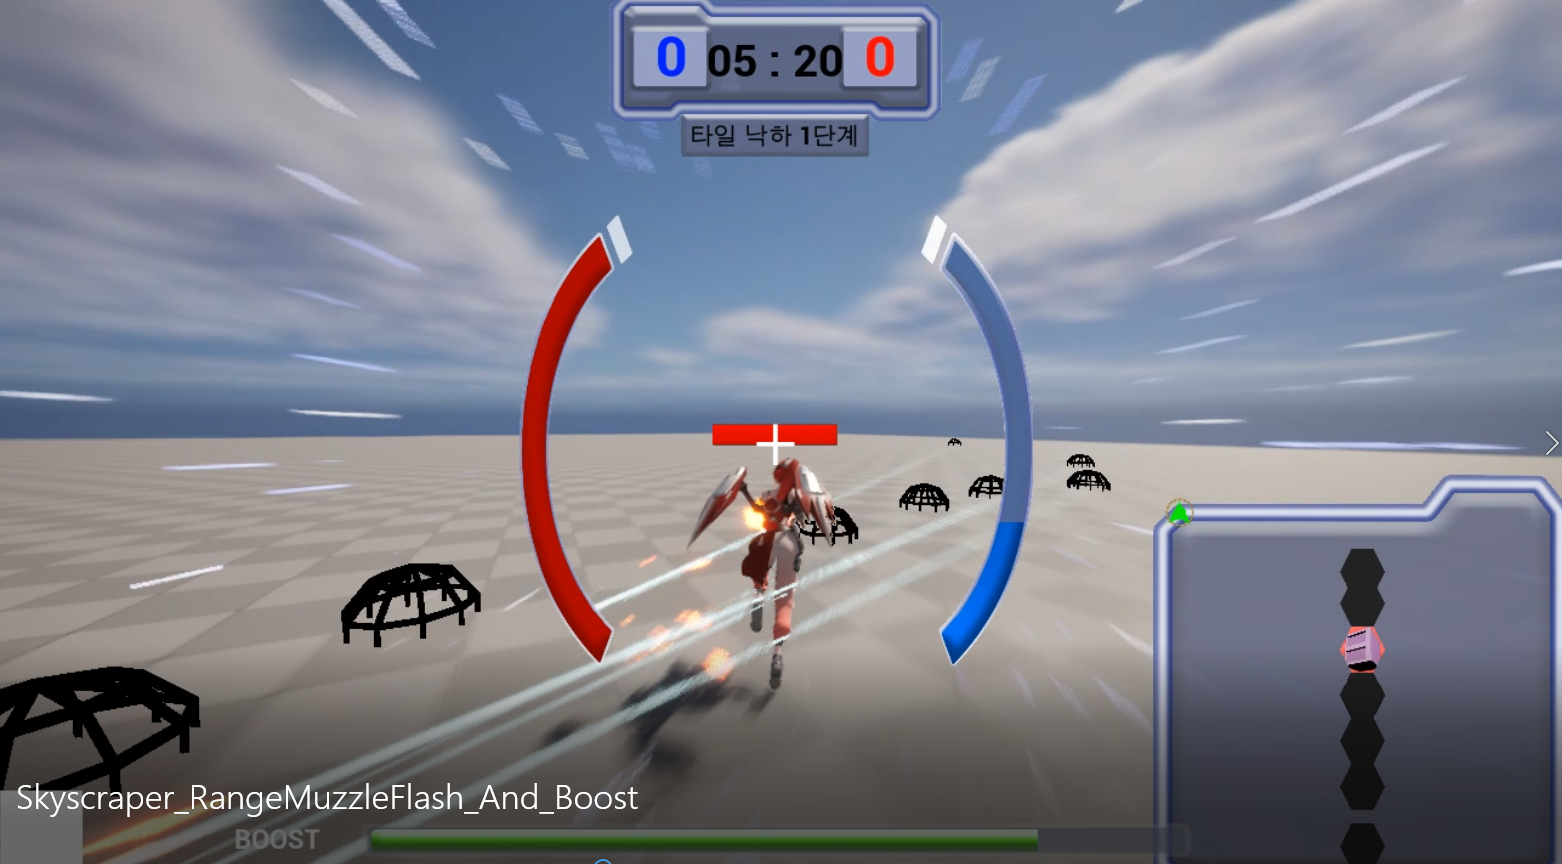 0 05 : 20 0
타일 낙하 1단계
Skyscraper_RangeMuzzleFlash_And_Boost
BOOST